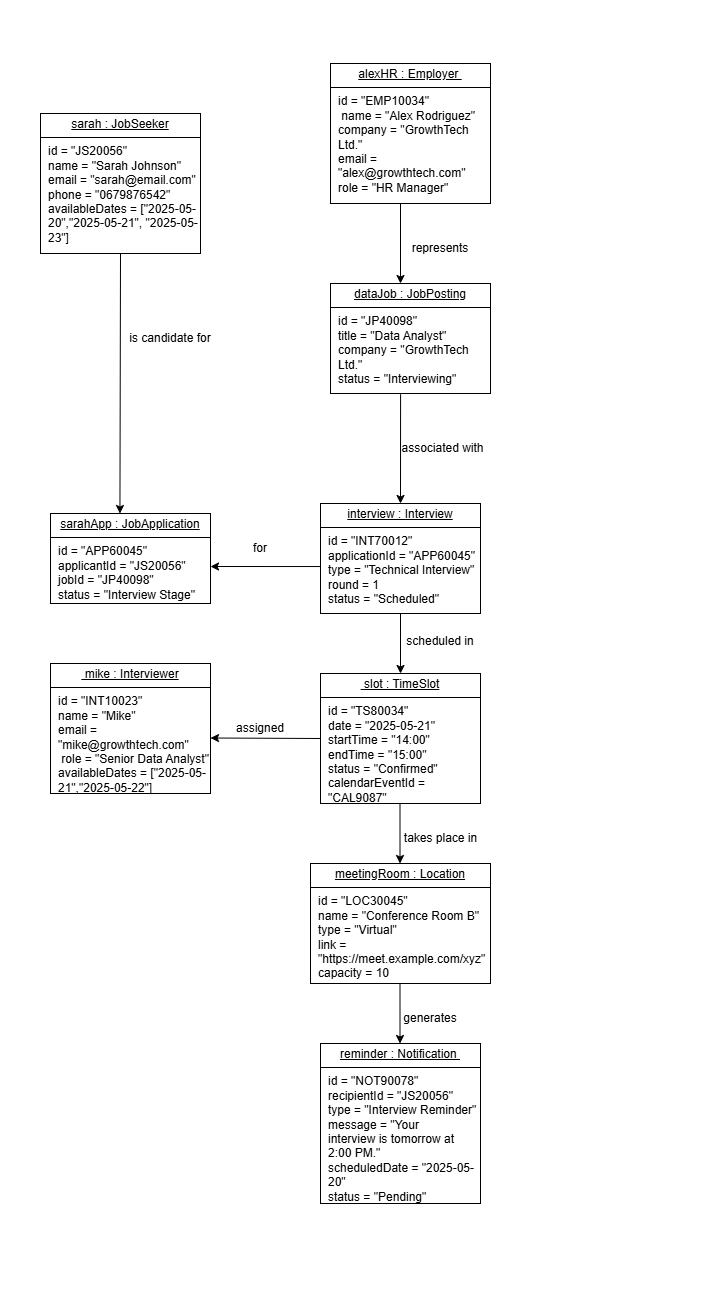 alexHR : Employer
id = "EMP10034"
name = "Alex Rodriguez"
company = "GrowthTech
Ltd."
email =
"alex@growthtech.com"
role = "HR Manager"
sarah : JobSeeker
id = "JS20056"
name = "Sarah Johnson"
email = "sarah@email.com"
phone = "0679876542"
availableDates = ["2025-05-
20","2025-05-21", "2025-05-
23"]
represents
dataJob : JobPosting
id = "JP40098"
title = "Data Analyst"
company = "GrowthTech
Ltd."
status = "Interviewing"
is candidate for
associated with
sarahApp : JobApplication
id = "APP60045"
applicantId = "JS20056"
jobId = "JP40098"
status = "Interview Stage"
for
interview : Interview
id = "INT70012"
applicationId = "APP60045"
type = "Technical Interview"
round = 1
status = "Scheduled"
scheduled in
mike : Interviewer
id = "INT10023"
name = "Mike"
email =
"mike@growthtech.com"
role = "Senior Data Analyst"
availableDates = ["2025-05-
21","2025-05-22"]
assigned
slot : TimeSlot
id = "TS80034"
date = "2025-05-21"
startTime = "14:00"
endTime = "15:00"
status = "Confirmed"
calendarEventId =
"CAL9087"
takes place in
meetingRoom : Location
id = "LOC30045"
name = "Conference Room B"
type = "Virtual"
link =
"https://meet.example.com/xyz"
capacity = 10
generates
reminder : Notification
id = "NOT90078"
recipientId = "JS20056"
type = "Interview Reminder"
message = "Your
interview is tomorrow at
2:00 PM."
scheduledDate = "2025-05-
20"
status = "Pending"